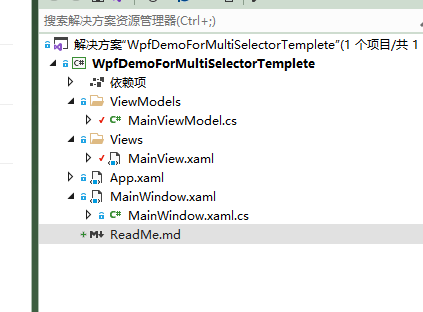 搜索解决方案资源管理器(Ctrl+;)
解决方案"WpfDemoForMultiSelectorTemplete"(1 个项目/共 1
WpfDemoForMultiSelectorTemplete
依赖项
ViewModels
C# MainViewModel.cs
Views
MainView.xaml
App.xaml
MainWindow.xaml
C# MainWindow.xaml.cs
ReadMe.md